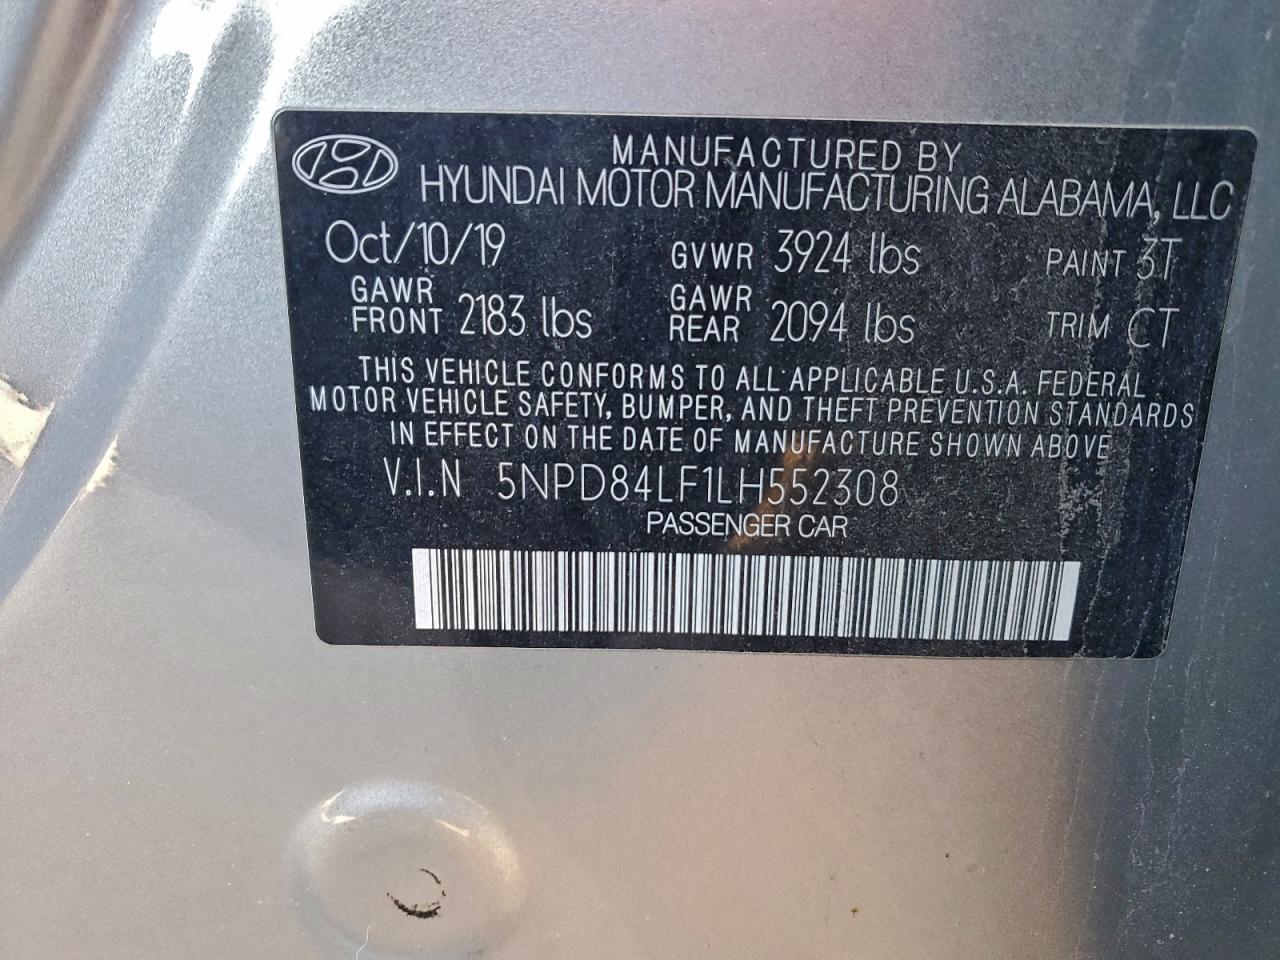 MANUFACTURED BY
HYUNDAI MOTOR MANUFACTURING ALABAMA, LLC
Oct/10/19 GVWR 3924 lbs PAINT 3T
GAWR FRONT 2183 lbs GAWR REAR 2094 lbs TRIM CT
THIS VEHICLE CONFORMS TO ALL APPLICABLE U.S.A. FEDERAL
MOTOR VEHICLE SAFETY, BUMPER, AND THEFT PREVENTION STANDARDS
IN EFFECT ON THE DATE OF MANUFACTURE SHOWN ABOVE
V.I.N 5NPD84LF1LH552308
PASSENGER CAR